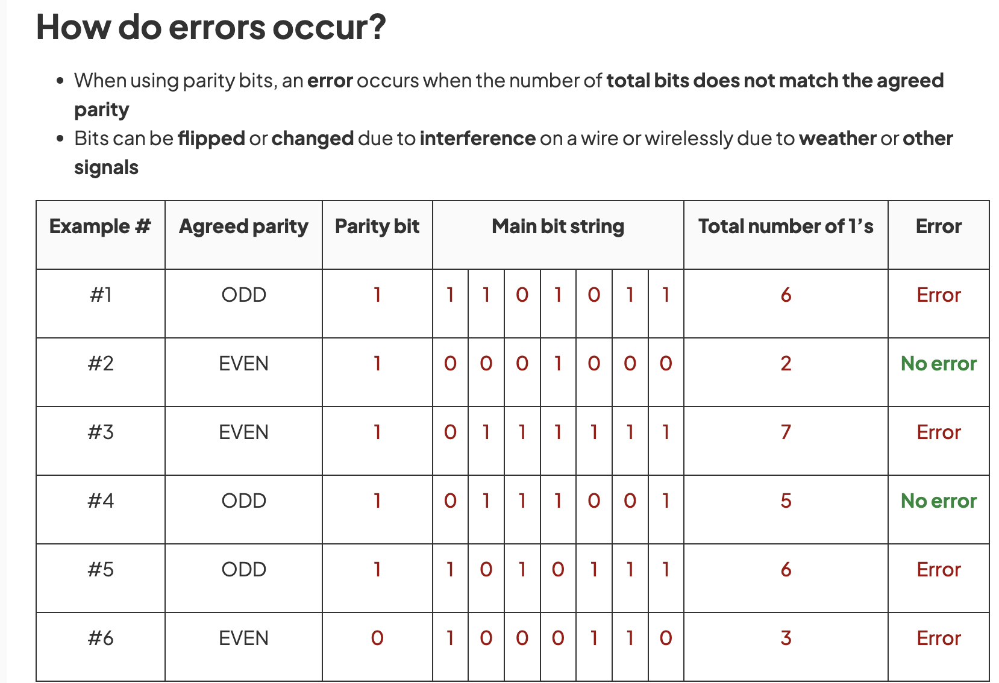 How do errors occur?
• When using parity bits, an error occurs when the number of total bits does not match the agreed
parity
• Bits can be flipped or changed due to interference on a wire or wirelessly due to weather or other
signals
Example # Agreed parity Parity bit Main bit string Total number of 1’s Error
#1 ODD 1 1 1 0 1 0 1 1 6 Error
#2 EVEN 1 0 0 0 1 0 0 0 2 No error
#3 EVEN 1 0 1 1 1 1 1 1 7 Error
#4 ODD 1 0 1 1 1 0 0 1 5 No error
#5 ODD 1 1 0 1 0 1 1 1 6 Error
#6 EVEN 0 1 0 0 0 1 1 0 3 Error